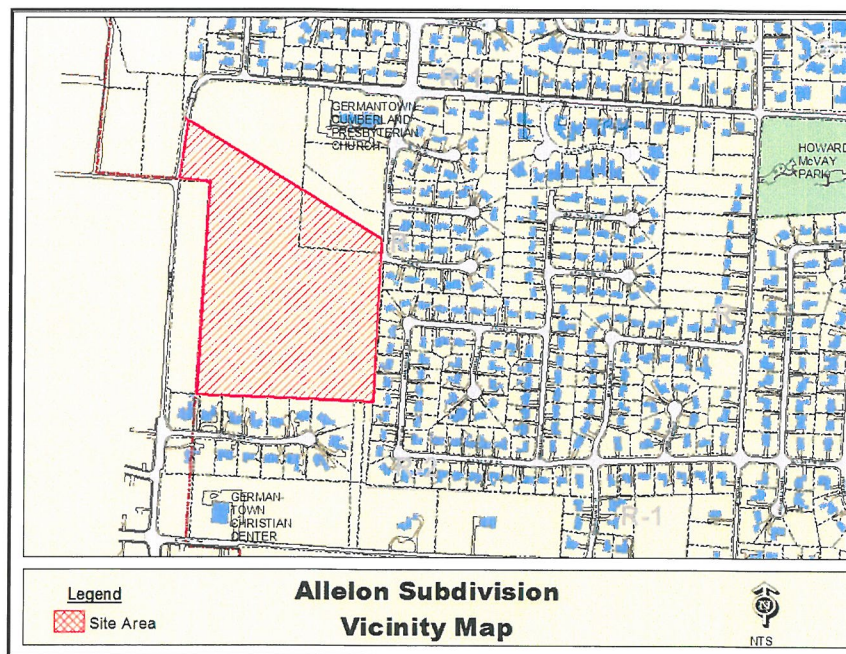 GERMANTOWN
CUMBERLAND
PRESBYTERIAN
CHURCH
HOWARD
McVAY
PARK
R
R
GERMAN-
TOWN
CHRISTIAN
CENTER
R-1
Legend
Site Area
Allelon Subdivision
Vicinity Map
N
NTS